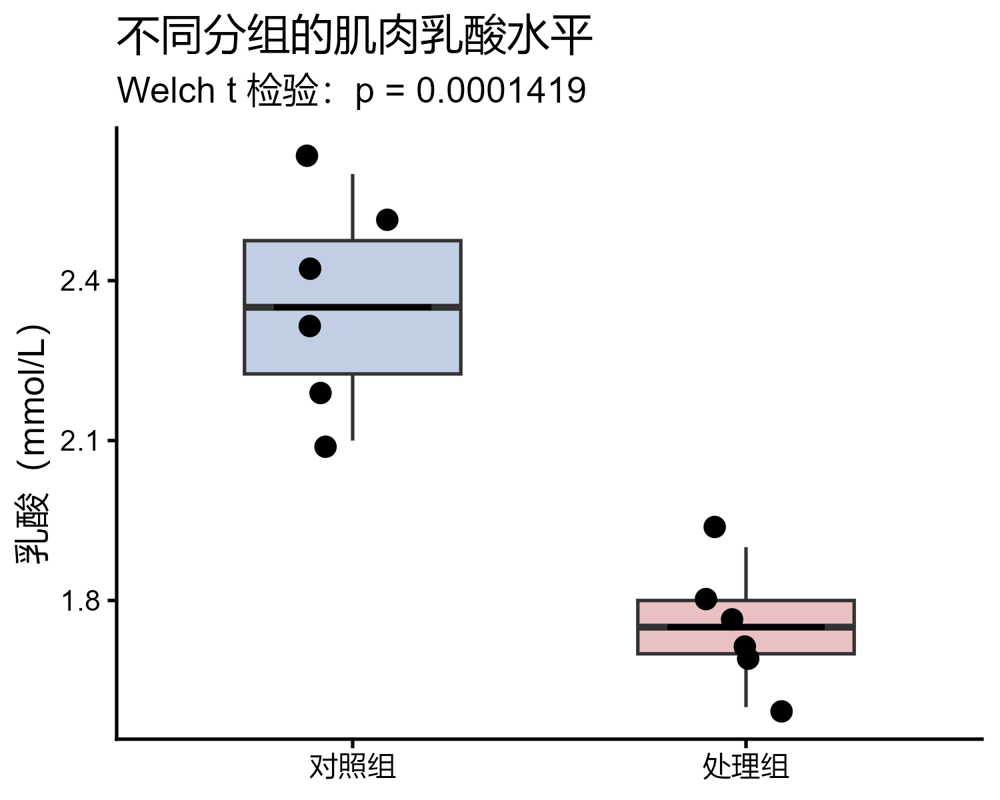 不同分组的肌肉乳酸水平
Welch t 检验：p = 0.0001419
乳酸（mmol/L）
2.4
2.1
1.8
对照组
处理组